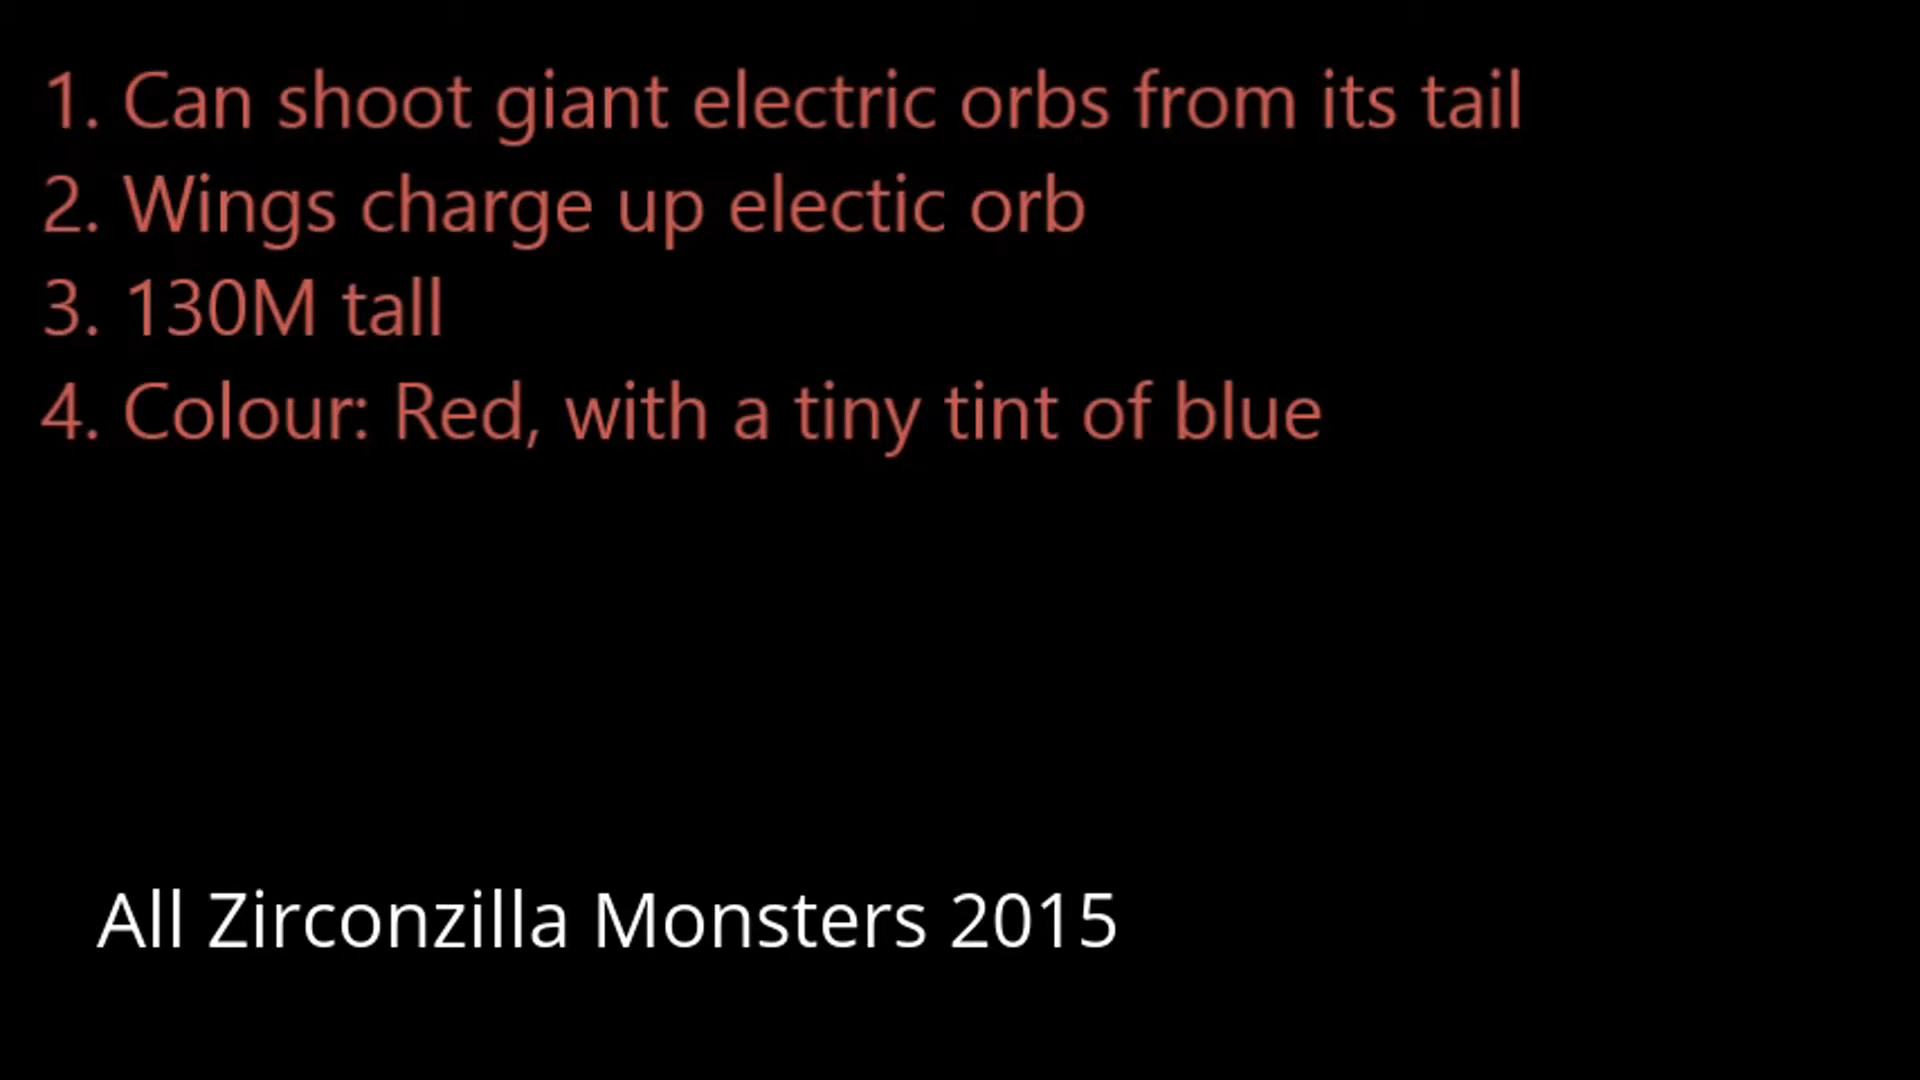 1. Can shoot giant electric orbs from its tail
2. Wings charge up electic orb
3. 130M tall
4. Colour: Red, with a tiny tint of blue
All Zirconzilla Monsters 2015